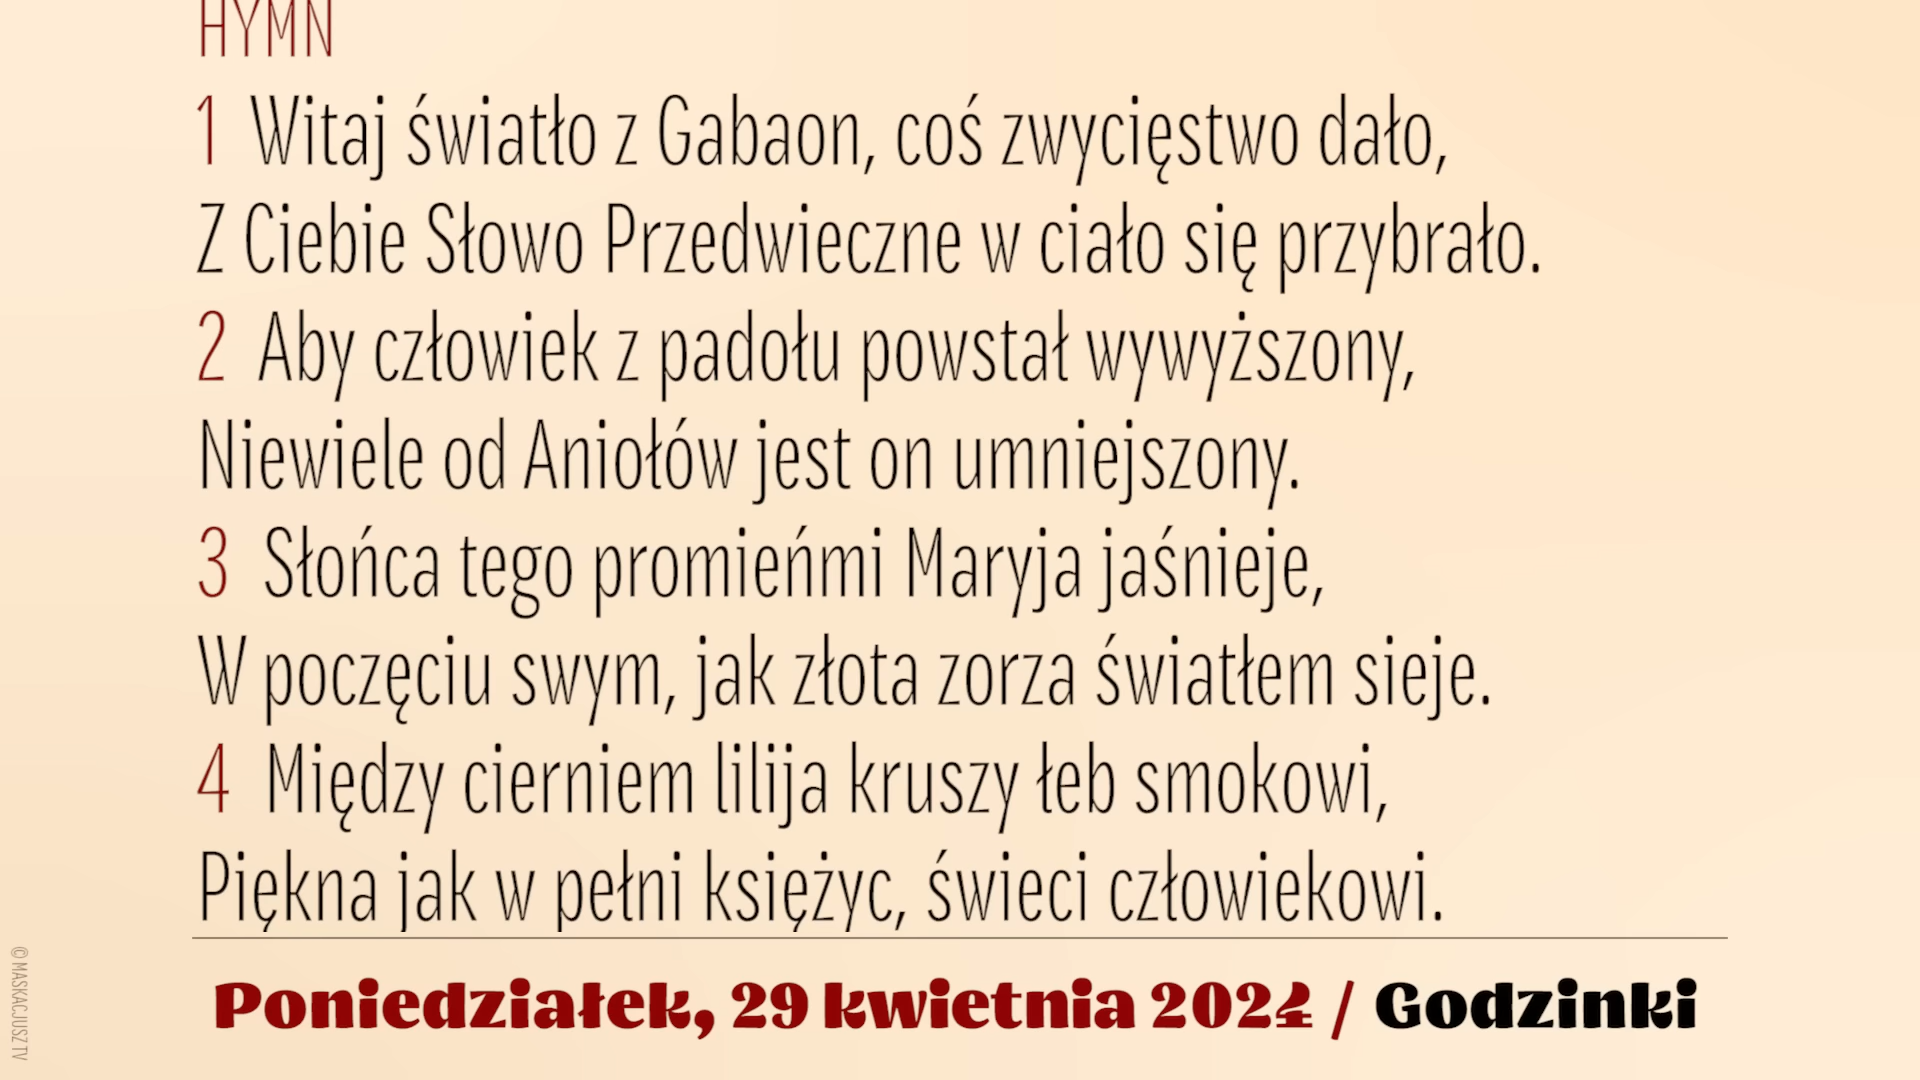 HYMN
1 Witaj światło z Gabaon, coś zwycięstwo dało,
Z Ciebie Słowo Przedwieczne w ciało się przybrało.
2 Aby człowiek z padołu powstał wywyższony,
Niewiele od Aniołów jest on umniejszony.
3 Słońca tego promieńmi Maryja jaśnieje,
W poczęciu swym, jak złota zorza światłem sieje.
4 Między cierniem lilija kruszy łeb smokowi,
Piękna jak w pełni księżyc, świeci człowiekowi.
Poniedziałek, 29 kwietnia 2024 / Godzinki
© MASKACJUSZ TV